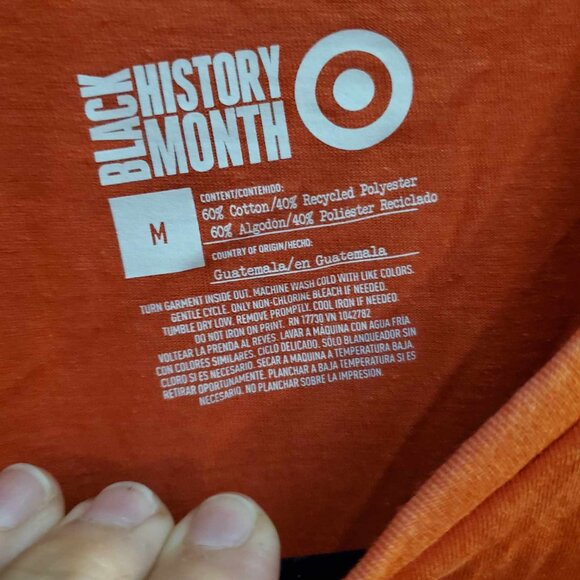 BLACK
HISTORY
MONTH
M
CONTENT/CONTENIDO:
60% Cotton/40% Recycled Polyester
60% Algodón/40% Poliéster Reciclado
COUNTRY OF ORIGIN/HECHO:
Guatemala/en Guatemala
TURN GARMENT INSIDE OUT. MACHINE WASH COLD WITH LIKE COLORS.
GENTLE CYCLE. ONLY NON-CHLORINE BLEACH IF NEEDED.
TUMBLE DRY LOW. REMOVE PROMPTLY. COOL IRON IF NEEDED.
DO NOT IRON ON PRINT. RN 17730 VN 1042782
VOLTEAR LA PRENDA AL REVES. LAVAR A MÁQUINA CON AGUA FRÍA
CON COLORES SIMILARES. CICLO DELICADO. SÓLO BLANQUEADOR SIN
CLORO SI ES NECESARIO. SECAR A MAQUINA A TEMPERATURA BAJA.
RETIRAR OPORTUNAMENTE. PLANCHAR A BAJA TEMPERATURA SI ES
NECESARIO. NO PLANCHAR SOBRE LA IMPRESION.